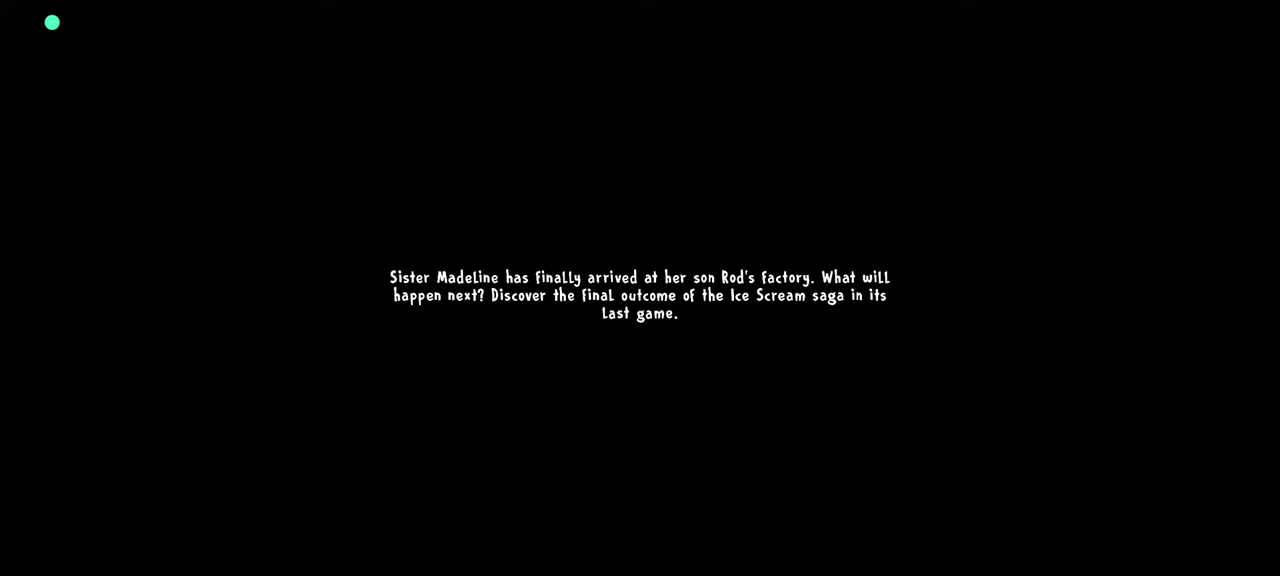 Sister Madeline has finally arrived at her son Rod's factory. What will
happen next? Discover the final outcome of the Ice Scream saga in its
Last game.